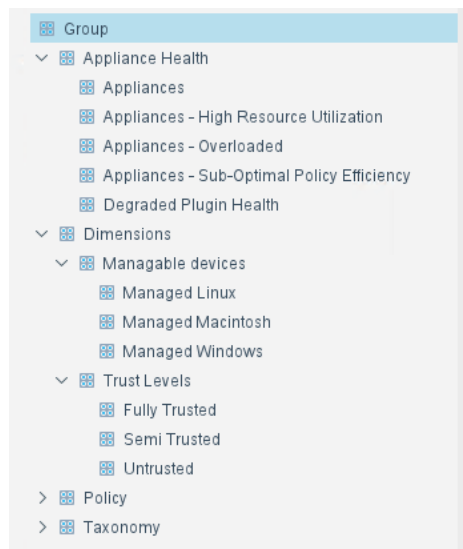 Group
Appliance Health
Appliances
Appliances - High Resource Utilization
Appliances - Overloaded
Appliances - Sub-Optimal Policy Efficiency
Degraded Plugin Health
Dimensions
Managable devices
Managed Linux
Managed Macintosh
Managed Windows
Trust Levels
Fully Trusted
Semi Trusted
Untrusted
Policy
Taxonomy